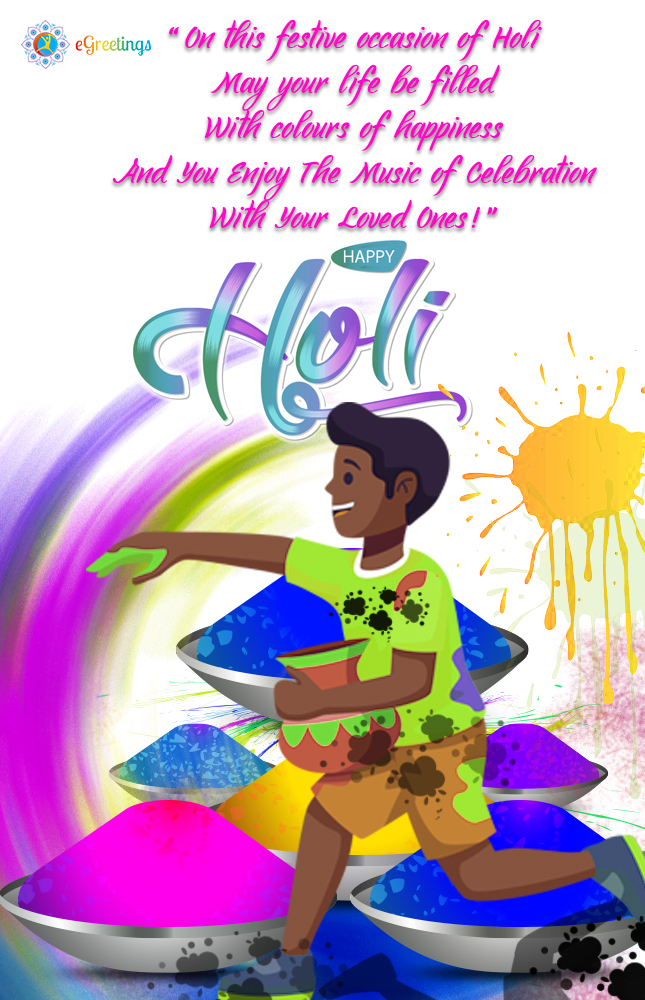 eGreetings
“ On this festive occasion of Holi
May your life be filled
With colours of happiness
And You Enjoy The Music of Celebration
With Your Loved Ones! ”
HAPPY
Holi